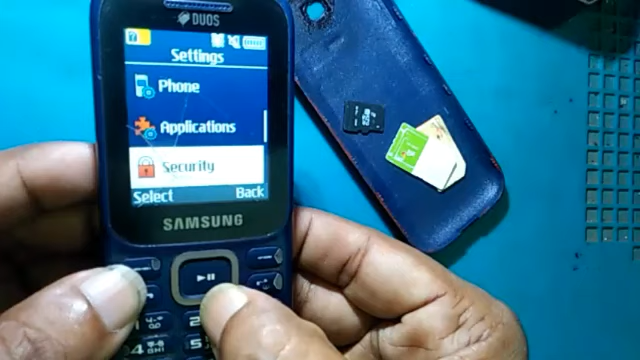 DUOS
?
Settings
Phone
Applications
Security
Select Back
SAMSUNG